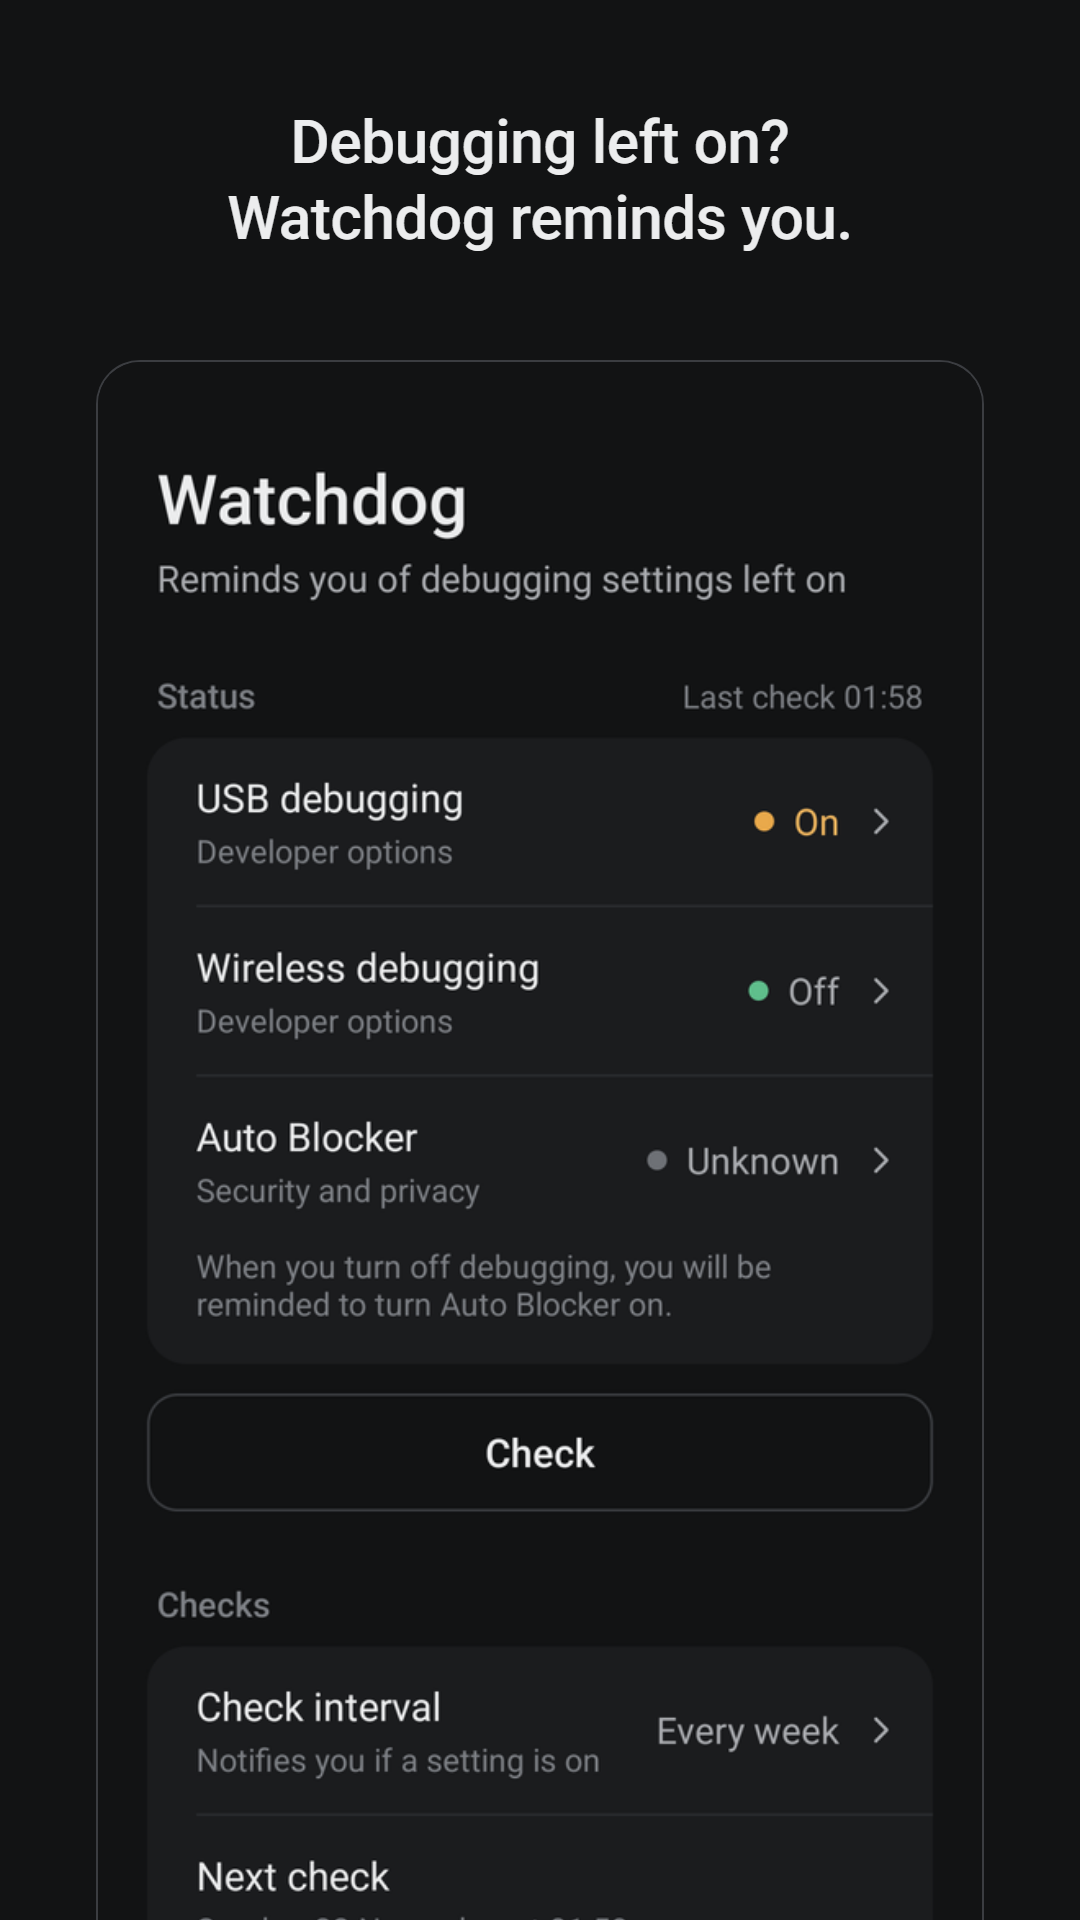 Debugging left on?
Watchdog reminds you.
Watchdog
Reminds you of debugging settings left on
Status
Last check 01:58
USB debugging
On
Developer options
Wireless debugging
Off
Developer options
Auto Blocker
Unknown
Security and privacy
When you turn off debugging, you will be
reminded to turn Auto Blocker on.
Check
Checks
Check interval
Every week
Notifies you if a setting is on
Next check